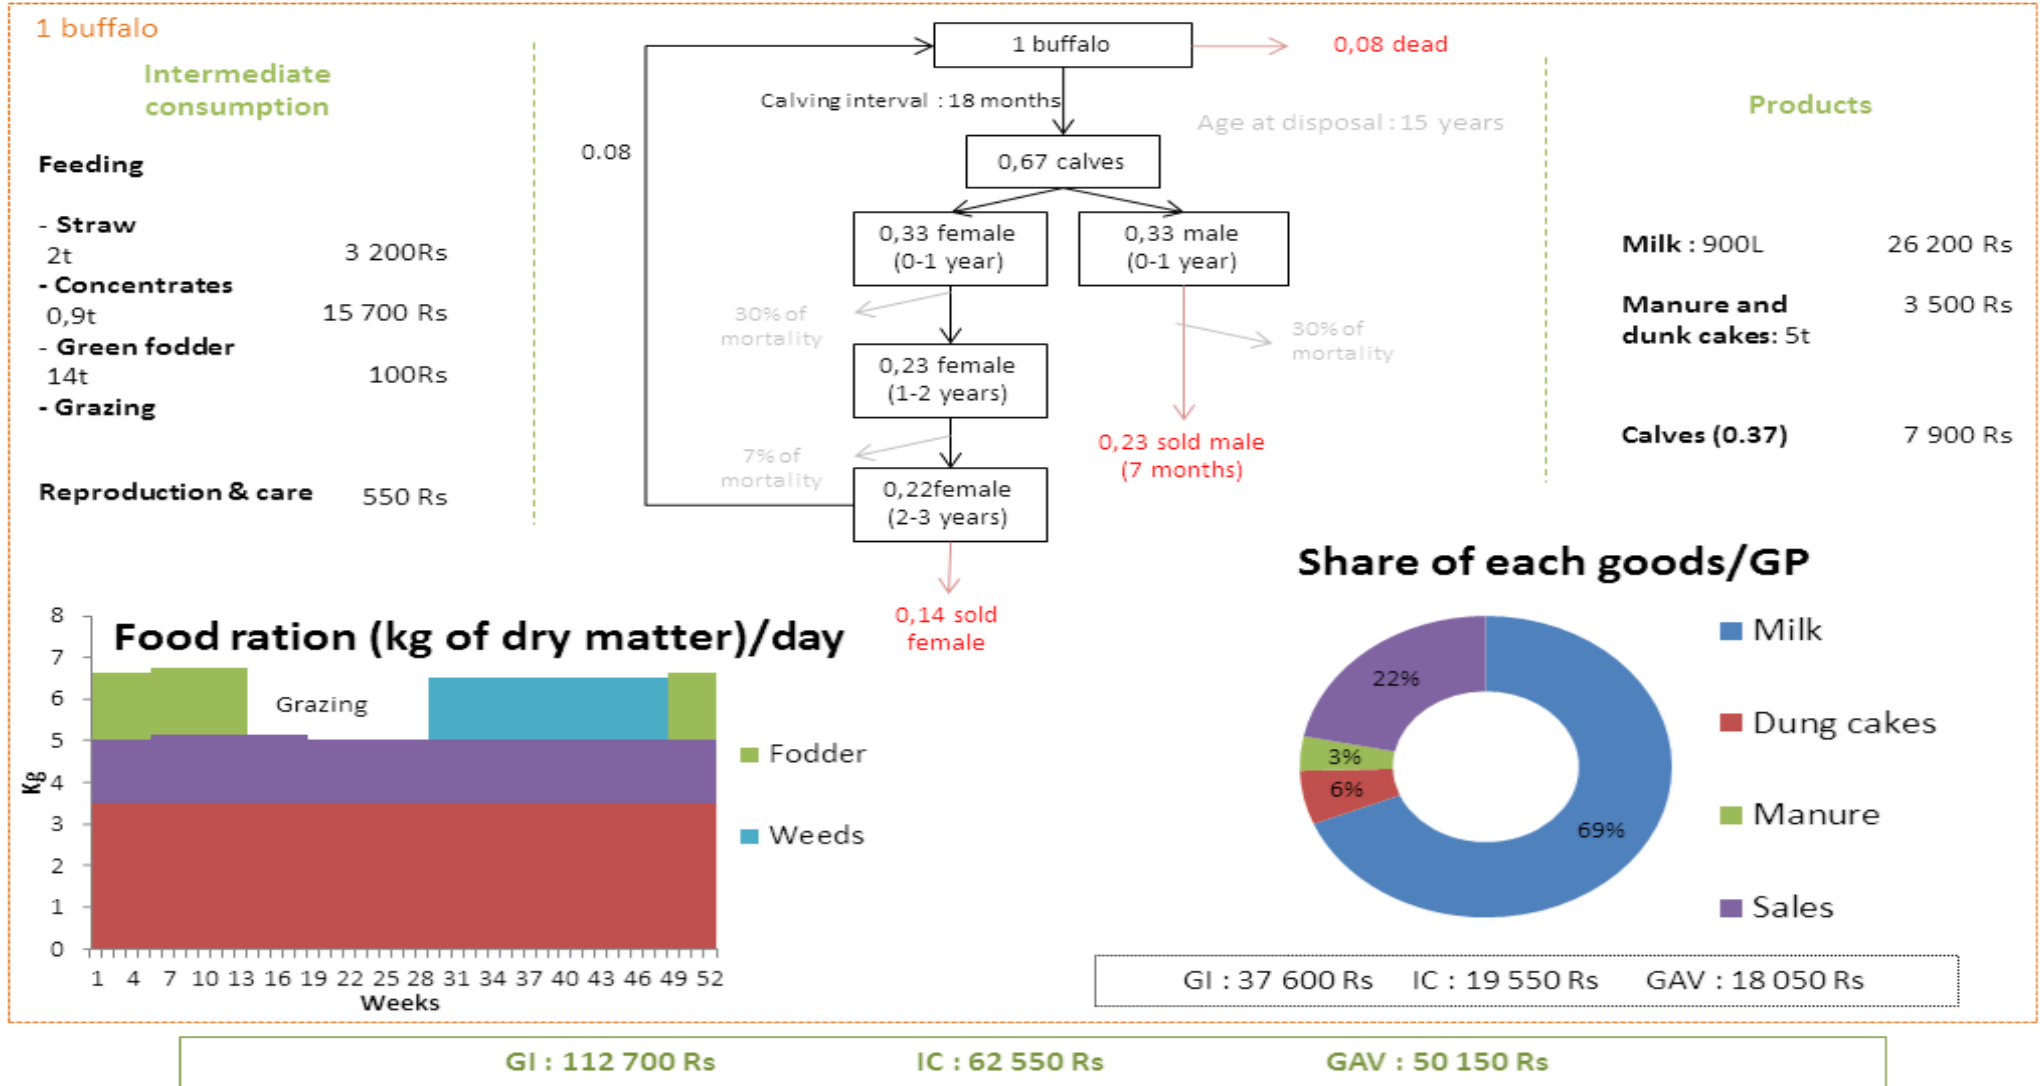 1 buffalo
Intermediate
consumption
Feeding
- Straw
2t 3 200Rs
- Concentrates
0,9t 15 700 Rs
- Green fodder
14t 100Rs
- Grazing
Reproduction & care 550 Rs
1 buffalo
0,08 dead
Calving interval : 18 months
Age at disposal : 15 years
0.08
0,67 calves
0,33 female
(0-1 year)
0,33 male
(0-1 year)
30% of
mortality
30% of
mortality
0,23 female
(1-2 years)
7% of
mortality
0,23 sold male
(7 months)
0,22female
(2-3 years)
0,14 sold
female
Products
Milk : 900L 26 200 Rs
Manure and 3 500 Rs
dunk cakes: 5t
Calves (0.37) 7 900 Rs
Food ration (kg of dry matter)/day
8
7
6
5
4
3
2
1
0
Kg
Grazing
1 4 7 10 13 16 19 22 25 28 31 34 37 40 43 46 49 52
Weeks
Fodder
Weeds
Share of each goods/GP
22%
3%
6%
69%
Milk
Dung cakes
Manure
Sales
GI : 37 600 Rs IC : 19 550 Rs GAV : 18 050 Rs
GI : 112 700 Rs IC : 62 550 Rs GAV : 50 150 Rs